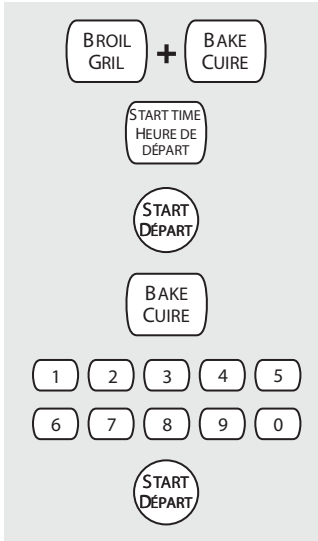 BROIL + BAKE
GRIL CUIRE
START TIME
HEURE DE
DÉPART
START
DÉPART
BAKE
CUIRE
1 2 3 4 5
6 7 8 9 0
START
DÉPART